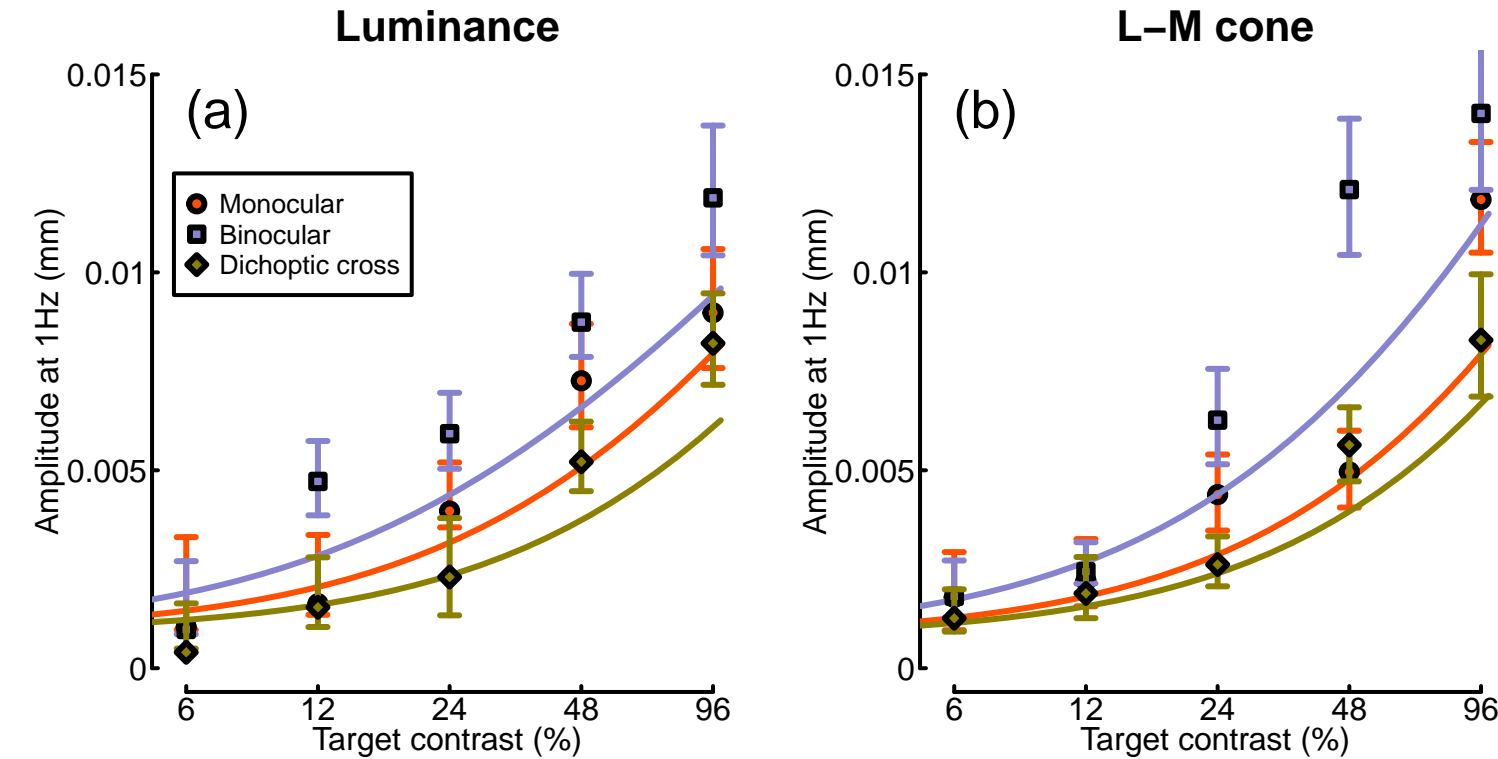 Luminance
(a)
Monocular
Binocular
Dichoptic cross
Amplitude at 1Hz (mm)
0.015
0.01
0.005
0
6 12 24 48 96
Target contrast (%)
L−M cone
(b)
Amplitude at 1Hz (mm)
0.015
0.01
0.005
0
6 12 24 48 96
Target contrast (%)